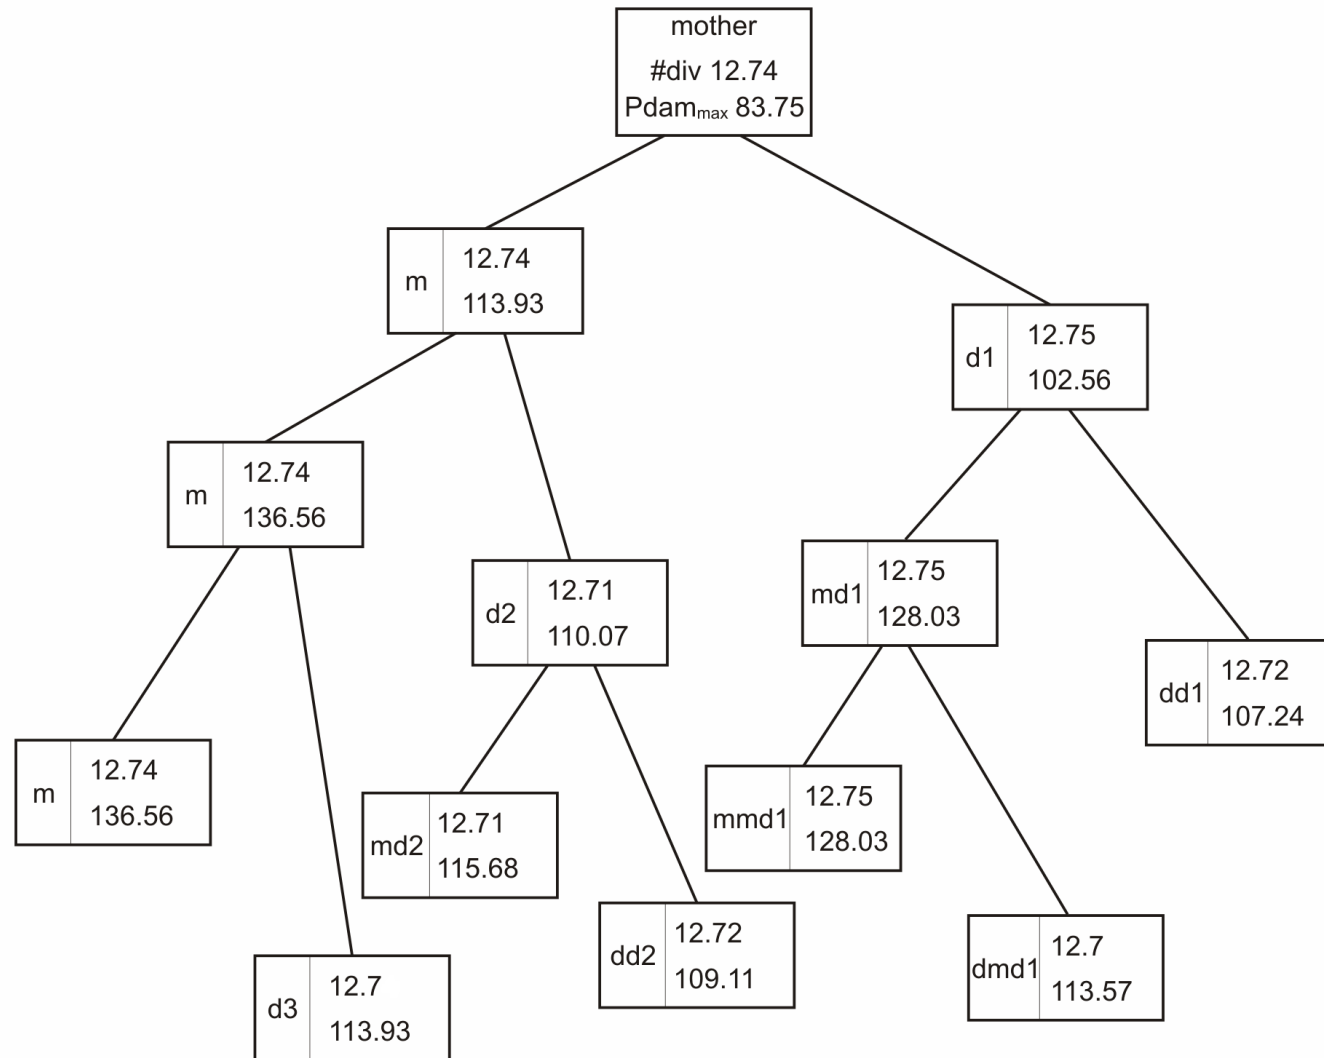 mother
#div 12.74
Pdammax 83.75
m
12.74
113.93
d1
12.75
102.56
m
12.74
136.56
d2
12.71
110.07
md1
12.75
128.03
dd1
12.72
107.24
m
12.74
136.56
md2
12.71
115.68
mmd1
12.75
128.03
dd2
12.72
109.11
dmd1
12.7
113.57
d3
12.7
113.93